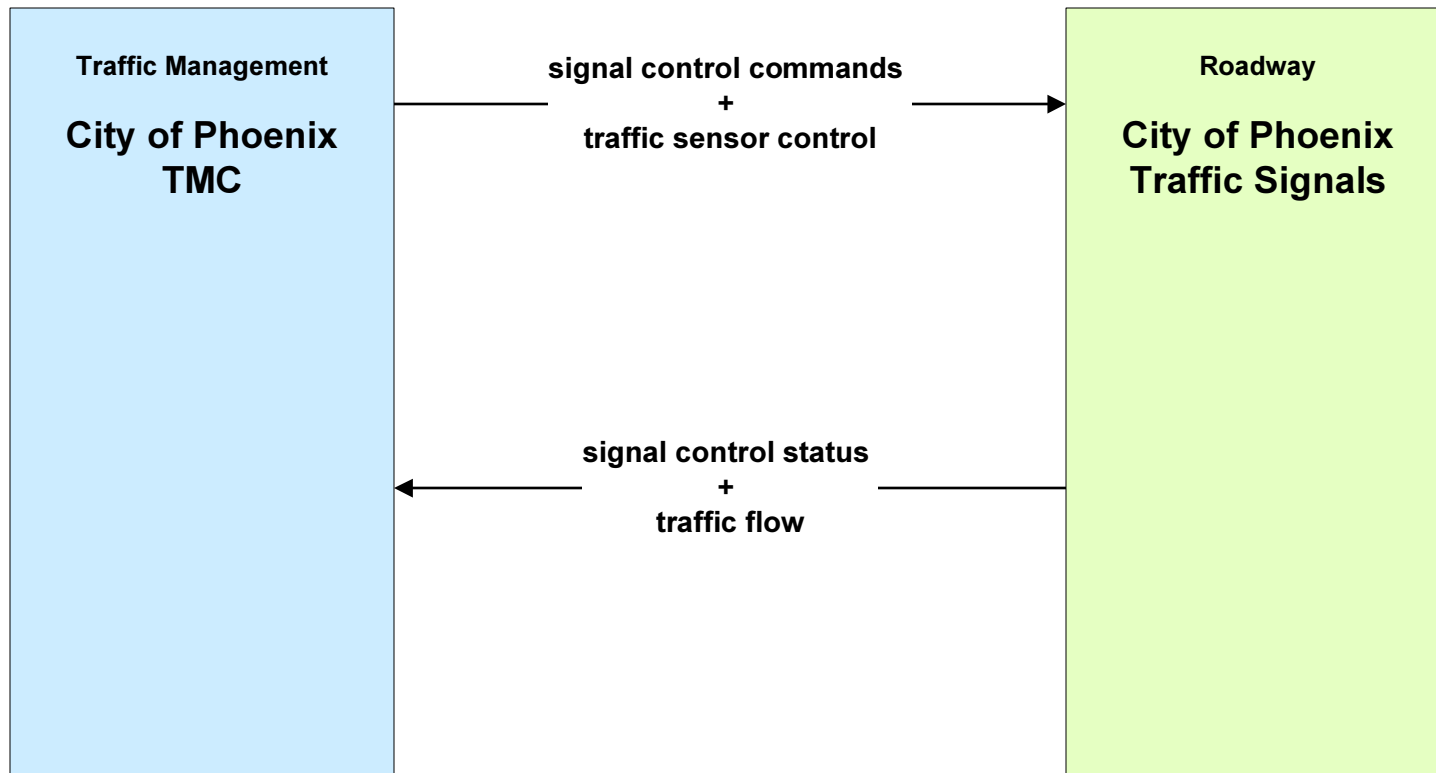 Traffic Management
City of Phoenix
TMC
signal control commands
+
traffic sensor control
Roadway
City of Phoenix
Traffic Signals
signal control status
+
traffic flow